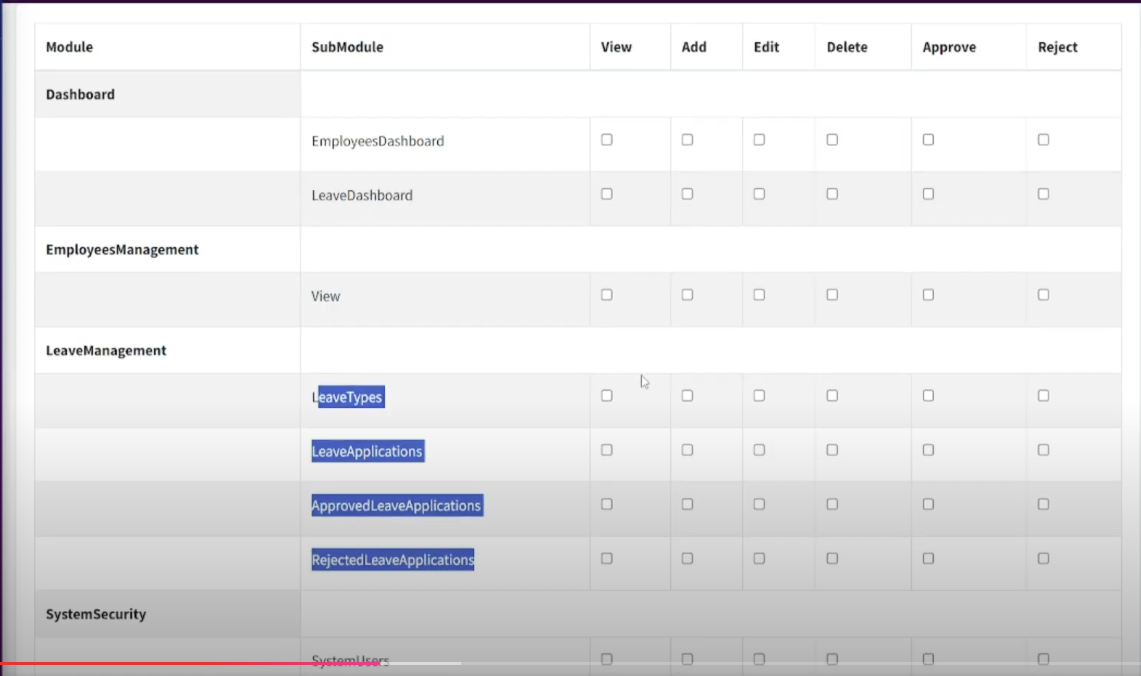 Module SubModule View Add Edit Delete Approve Reject
Dashboard
EmployeesDashboard
LeaveDashboard
EmployeesManagement
View
LeaveManagement
LeaveTypes
LeaveApplications
ApprovedLeaveApplications
RejectedLeaveApplications
SystemSecurity
SystemUsers